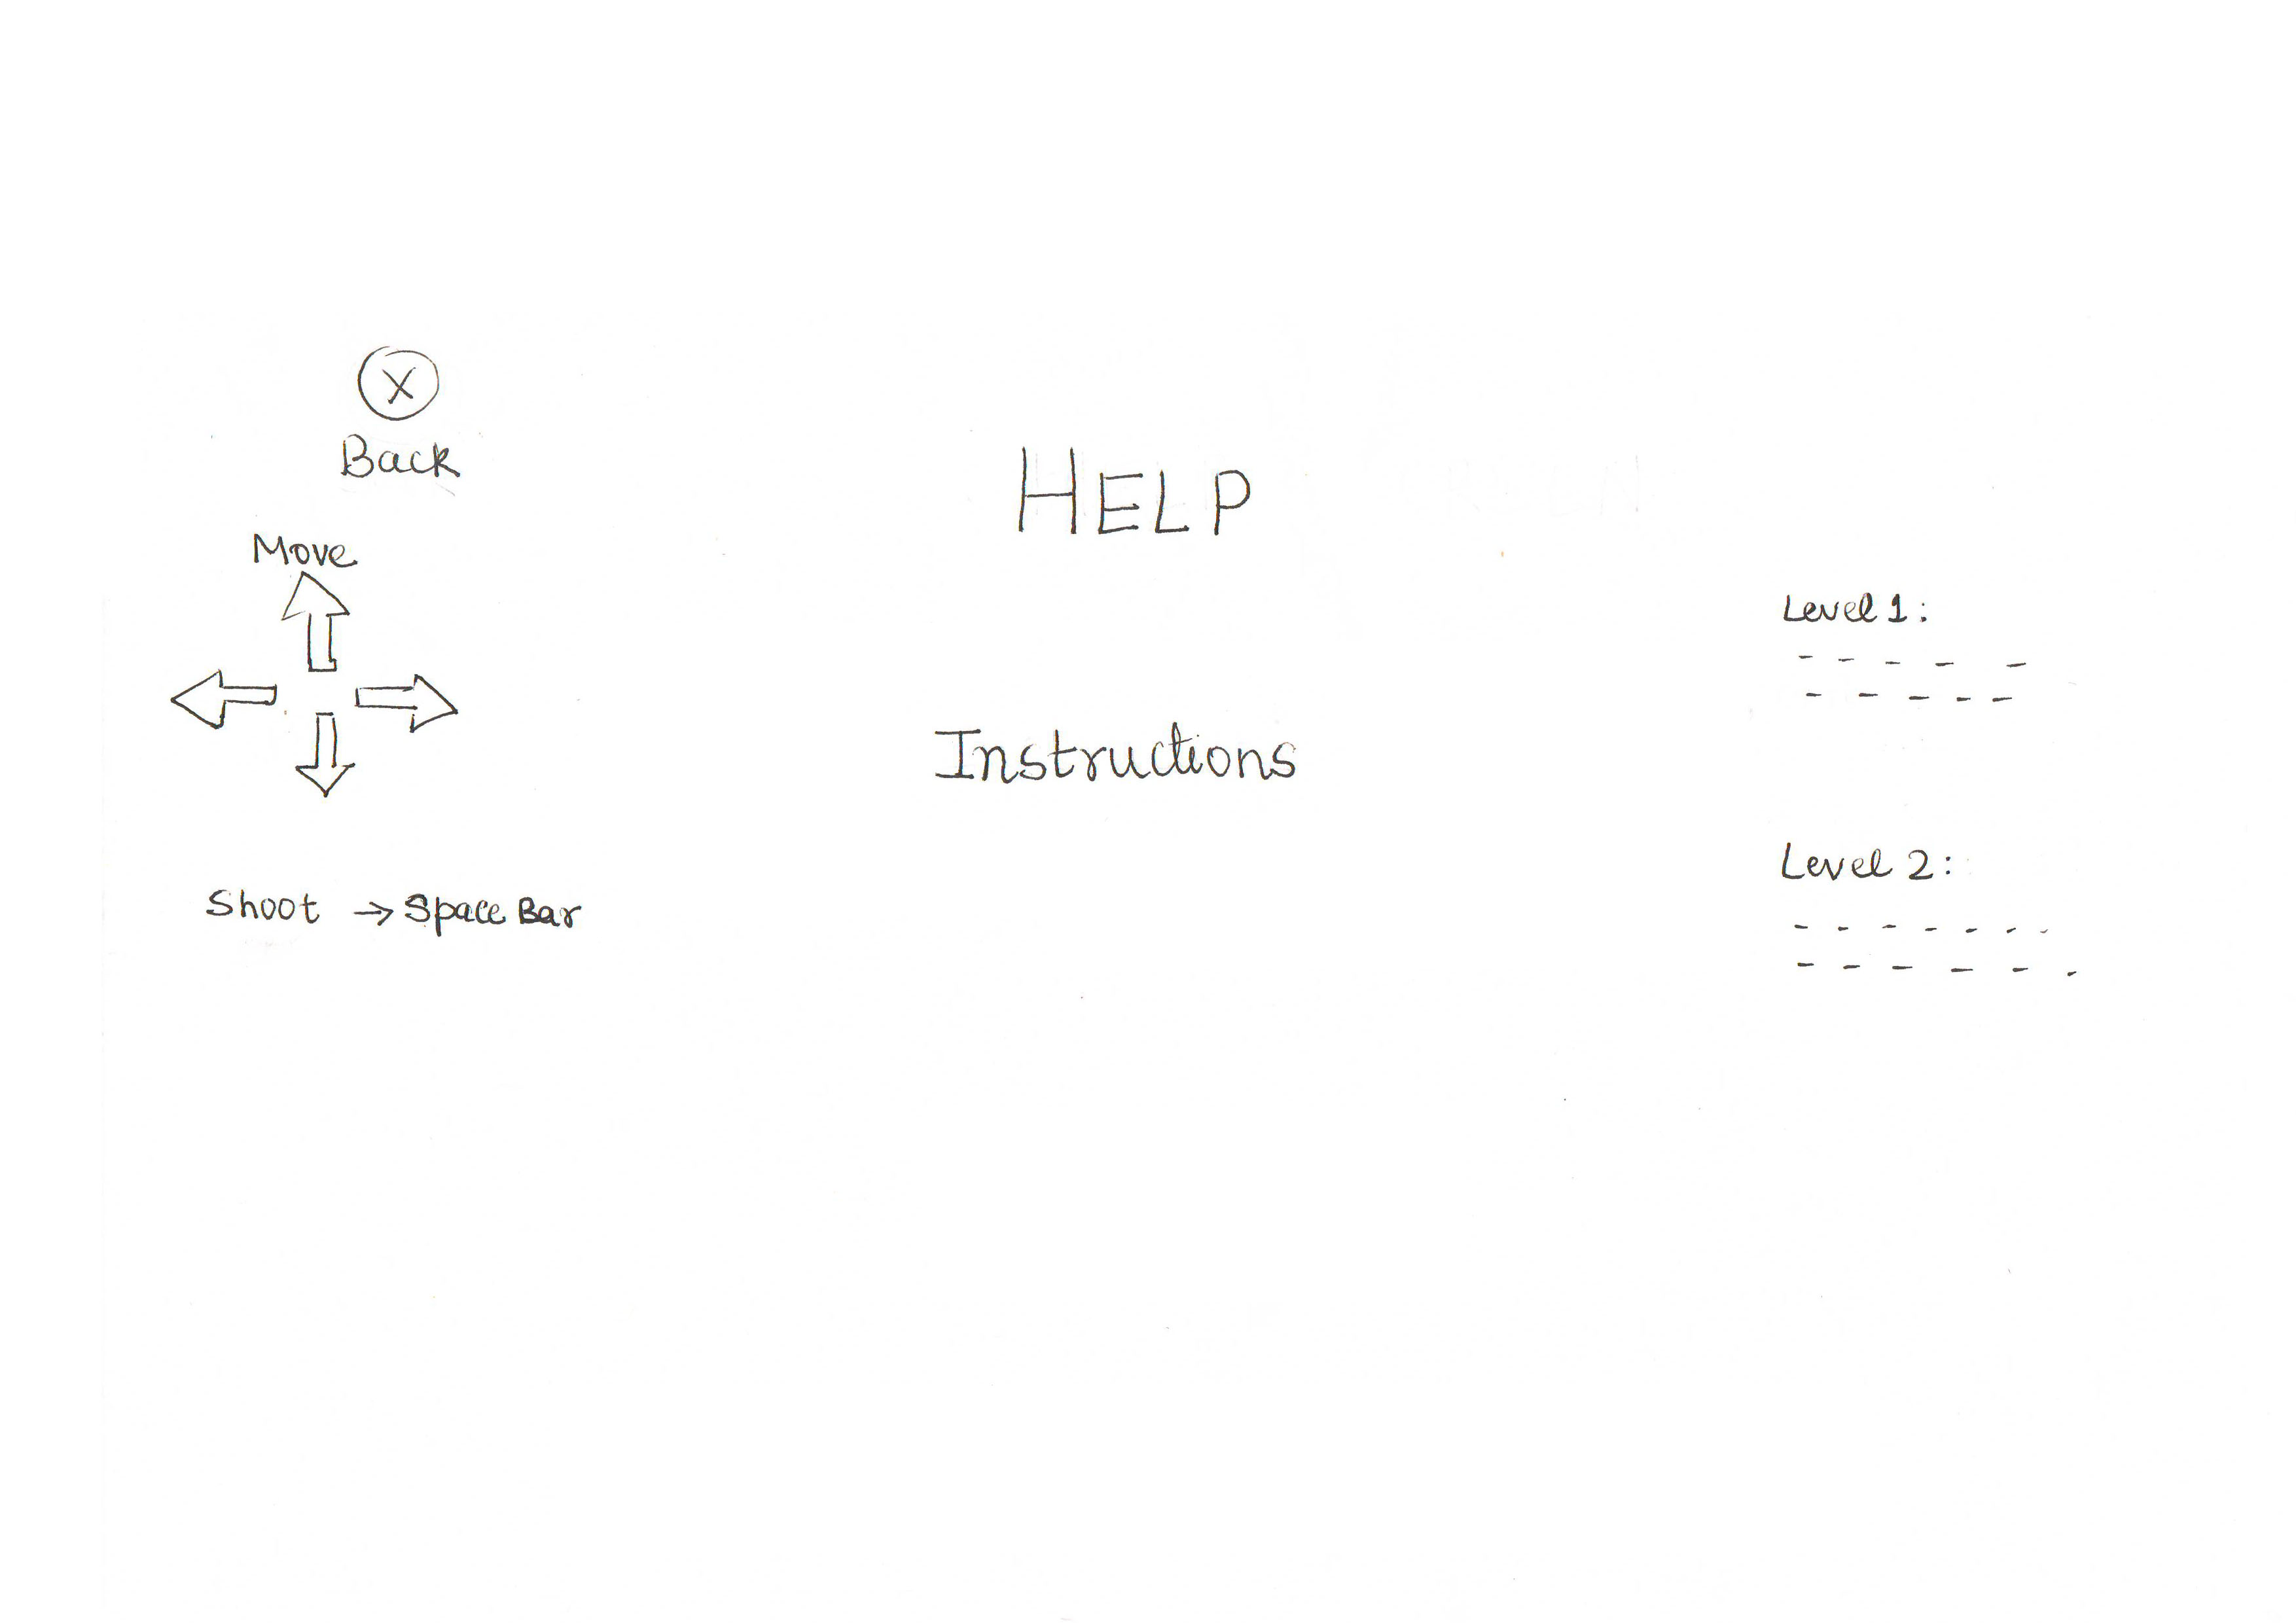 X
Back
HELP
Move
Instructions
Shoot → Space Bar
Level 1:
- - - - -
- - - - -
Level 2:
- - - - - - -
- - - - - - -